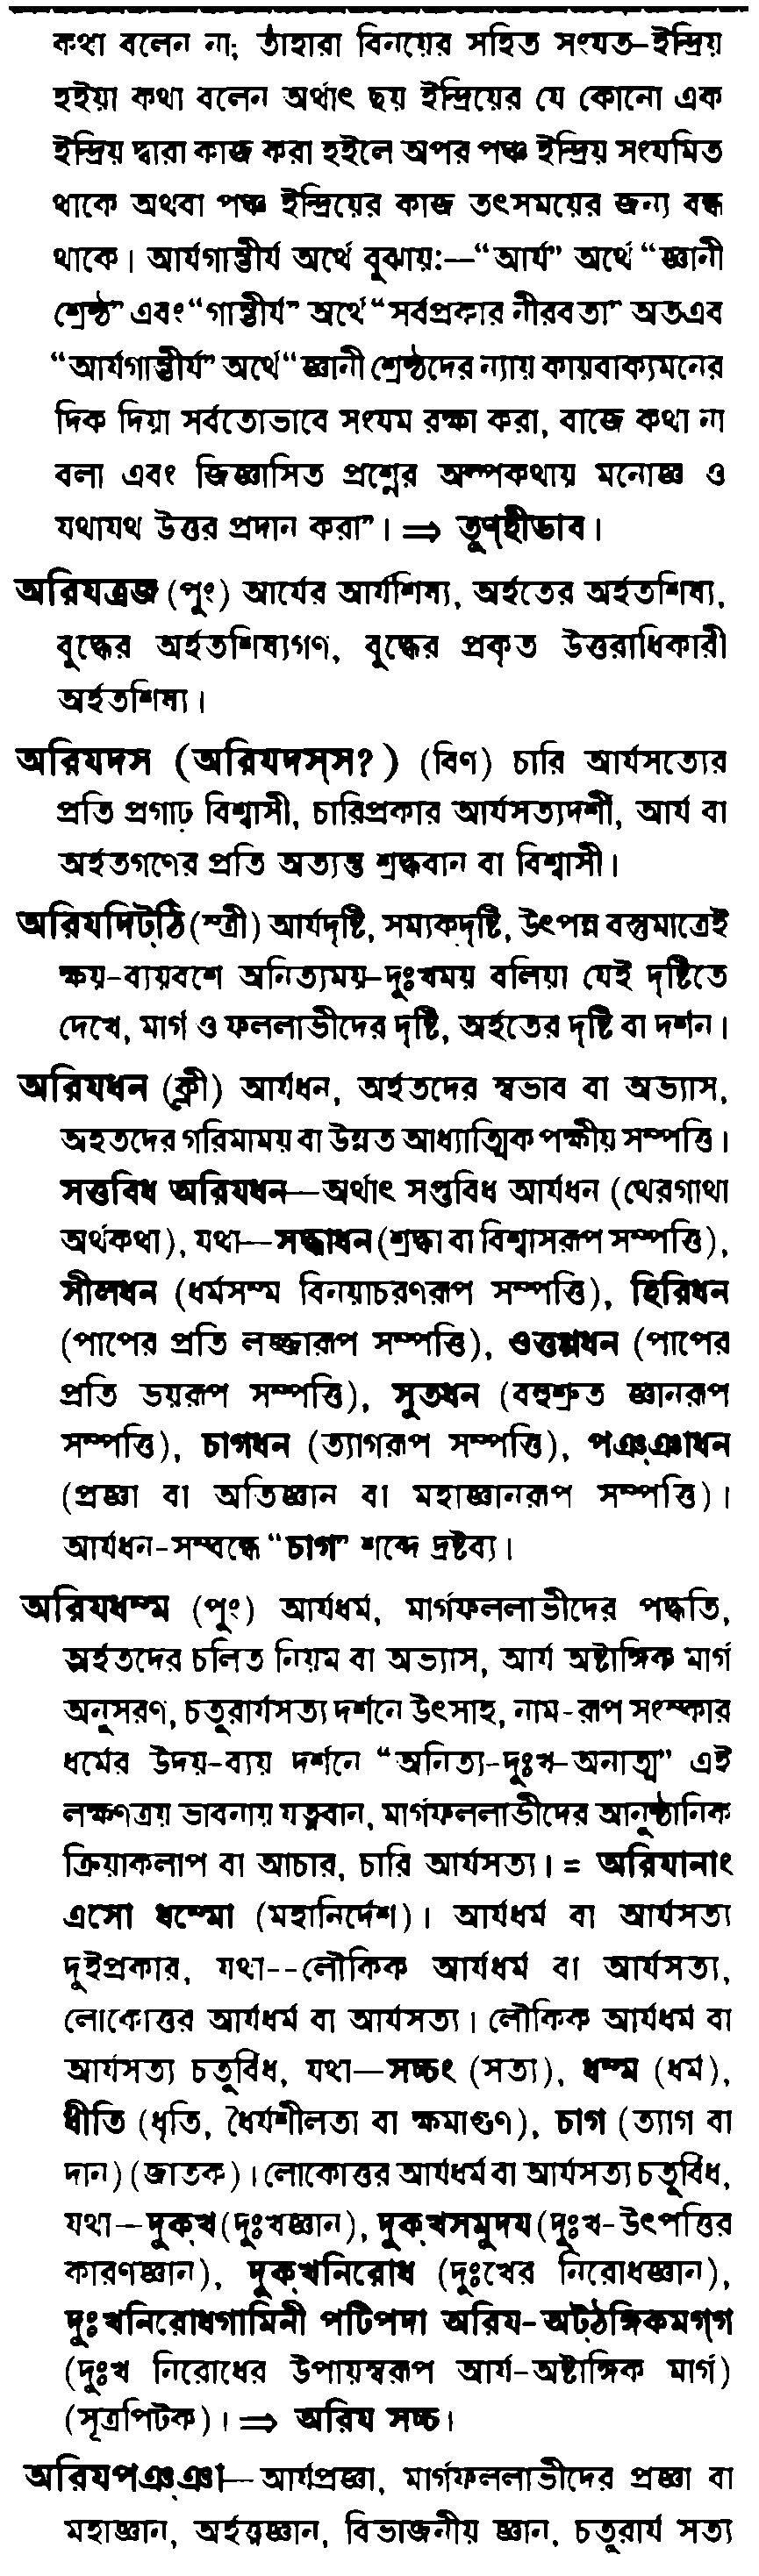 কথা বলেন না; তাঁহারা বিনয়ের সহিত সংযত-ইন্দ্রিয়
হইয়া কথা বলেন অর্থাৎ ছয় ইন্দ্রিয়ের যে কোনো এক
ইন্দ্রিয় দ্বারা কাজ করা হইলে অপর পঞ্চ ইন্দ্রিয় সংযমিত
থাকে অথবা পঞ্চ ইন্দ্রিয়ের কাজ তৎসময়ের জন্য বন্ধ
থাকে। আর্যগাম্ভীর্য অর্থে বুঝায়:—“আর্য” অর্থে “জ্ঞানী
শ্রেষ্ঠ” এবং “গাম্ভীর্য” অর্থে “সর্বপ্রকার নীরবতা” অতএব
“আর্যগাম্ভীর্য” অর্থে “জ্ঞানী শ্রেষ্ঠদের ন্যায় কায়বাক্যমনের
দিক দিয়া সর্বতোভাবে সংযম রক্ষা করা, বাজে কথা না
বলা এবং জিজ্ঞাসিত প্রশ্নের অল্পকথায় মনোজ্ঞ ও
যথাযথ উত্তর প্রদান করা”। ⇒ তুণ্‌হীভাব।
অরিযত্রজ (পুং) আর্যের আর্যশিষ্য, অর্হতের অর্হতশিষ্য,
বুদ্ধের অর্হতশিষ্যগণ, বুদ্ধের প্রকৃত উত্তরাধিকারী
অর্হতশিষ্য।
অরিযদস (অরিযদস্‌স?) (বিণ) চারি আর্যসত্যের
প্রতি প্রগাঢ় বিশ্বাসী, চারিপ্রকার আর্যসত্যদর্শী, আর্য বা
অর্হতগণের প্রতি অত্যন্ত শ্রদ্ধবান বা বিশ্বাসী।
অরিযদিট্‌ঠি (স্ত্রী) আর্যদৃষ্টি, সম্যকদৃষ্টি, উৎপন্ন বস্তুমাত্রেই
ক্ষয়-ব্যয়বশে অনিত্যময়-দুঃখময় বলিয়া যেই দৃষ্টিতে
দেখে, মার্গ ও ফললাভীদের দৃষ্টি, অর্হতের দৃষ্টি বা দর্শন।
অরিযধন (ক্লী) আর্যধন, অর্হতদের স্বভাব বা অভ্যাস,
অহতদের গরিমাময় বা উন্নত আধ্যাত্মিক পক্ষীয় সম্পত্তি।
সত্তবিধ অরিযধন—অর্থাৎ সপ্তবিধ আর্যধন (থেরগাথা
অর্থকথা), যথা—সদ্ধাধন (শ্রদ্ধা বা বিশ্বাসরূপ সম্পত্তি),
সীলধন (ধর্মসম্ম বিনয়াচরণরূপ সম্পত্তি), হিরিধন
(পাপের প্রতি লজ্জারূপ সম্পত্তি), ওত্তপ্পধন (পাপের
প্রতি ভয়রূপ সম্পত্তি), সুতধন (বহুশ্রুত জ্ঞানরূপ
সম্পত্তি), চাগধন (ত্যাগরূপ সম্পত্তি), পঞ্‌ঞাধন
(প্রজ্ঞা বা অতিজ্ঞান বা মহাজ্ঞানরূপ সম্পত্তি)।
আর্যধন-সম্বন্ধে “চাগ” শব্দে দ্রষ্টব্য।
অরিযধম্ম (পুং) আর্যধর্ম, মার্গফললাভীদের পদ্ধতি,
অর্হতদের চলিত নিয়ম বা অভ্যাস, আর্য অষ্টাঙ্গিক মার্গ
অনুসরণ, চতুরার্যসত্য দর্শনে উৎসাহ, নাম-রূপ সংস্কার
ধর্মের উদয়-ব্যয় দর্শনে “অনিত্য-দুঃখ-অনাত্ম” এই
লক্ষণত্রয় ভাবনায় যত্নবান, মার্গফললাভীদের আনুষ্ঠানিক
ক্রিয়াকলাপ বা আচার, চারি আর্যসত্য। = অরিযানাং
এসো ধম্মো (মহানির্দেশ)। আর্যধর্ম বা আর্যসত্য
দুইপ্রকার, যথা--লৌকিক আর্যধর্ম বা আর্যসত্য,
লোকোত্তর আর্যধর্ম বা আর্যসত্য। লৌকিক আর্যধর্ম বা
আর্যসত্য চতুর্বিধ, যথা—সচ্চং (সত্য), ধম্ম (ধর্ম),
ধীতি (ধৃতি, ধৈর্যশীলতা বা ক্ষমাগুণ), চাগ (ত্যাগ বা
দান) (জাতক)। লোকোত্তর আর্যধর্ম বা আর্যসত্য চতুর্বিধ,
যথা—দুক্‌খ (দুঃখজ্ঞান), দুক্‌খসমুদয (দুঃখ-উৎপত্তির
কারণজ্ঞান), দুক্‌খনিরোধ (দুঃখের নিরোধজ্ঞান),
দুঃখনিরোধগামিনী পটিপদা অরিয-অট্‌ঠঙ্গিকমগ্‌গ
(দুঃখ নিরোধের উপায়স্বরূপ আর্য-অষ্টাঙ্গিক মার্গ)
(সূত্রপিটক)। ⇒ অরিয সচ্চ।
অরিযপঞ্‌ঞা—আর্যপ্রজ্ঞা, মার্গফললাভীদের প্রজ্ঞা বা
মহাজ্ঞান, অর্হত্বজ্ঞান, বিভাজনীয় জ্ঞান, চতুরার্য সত্য